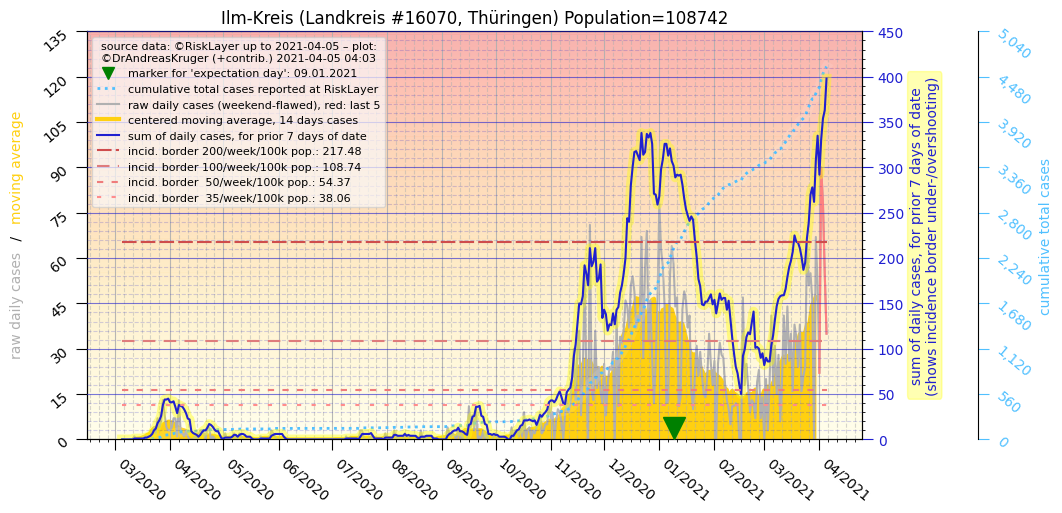 Ilm-Kreis (Landkreis #16070, Thüringen) Population=108742
source data: ©RiskLayer up to 2021-04-05 – plot:
©DrAndreasKruger (+contrib.) 2021-04-05 04:03
marker for 'expectation day': 09.01.2021
cumulative total cases reported at RiskLayer
raw daily cases (weekend-flawed), red: last 5
centered moving average, 14 days cases
sum of daily cases, for prior 7 days of date
incid. border 200/week/100k pop.: 217.48
incid. border 100/week/100k pop.: 108.74
incid. border  50/week/100k pop.: 54.37
incid. border  35/week/100k pop.: 38.06
raw daily cases  /  moving average
135
120
105
90
75
60
45
30
15
0
03/2020
04/2020
05/2020
06/2020
07/2020
08/2020
09/2020
10/2020
11/2020
12/2020
01/2021
02/2021
03/2021
04/2021
450
400
350
300
250
200
150
100
50
0
sum of daily cases, for prior 7 days of date
(shows incidence border under-/overshooting)
5,040
4,480
3,920
3,360
2,800
2,240
1,680
1,120
560
0
cumulative total cases